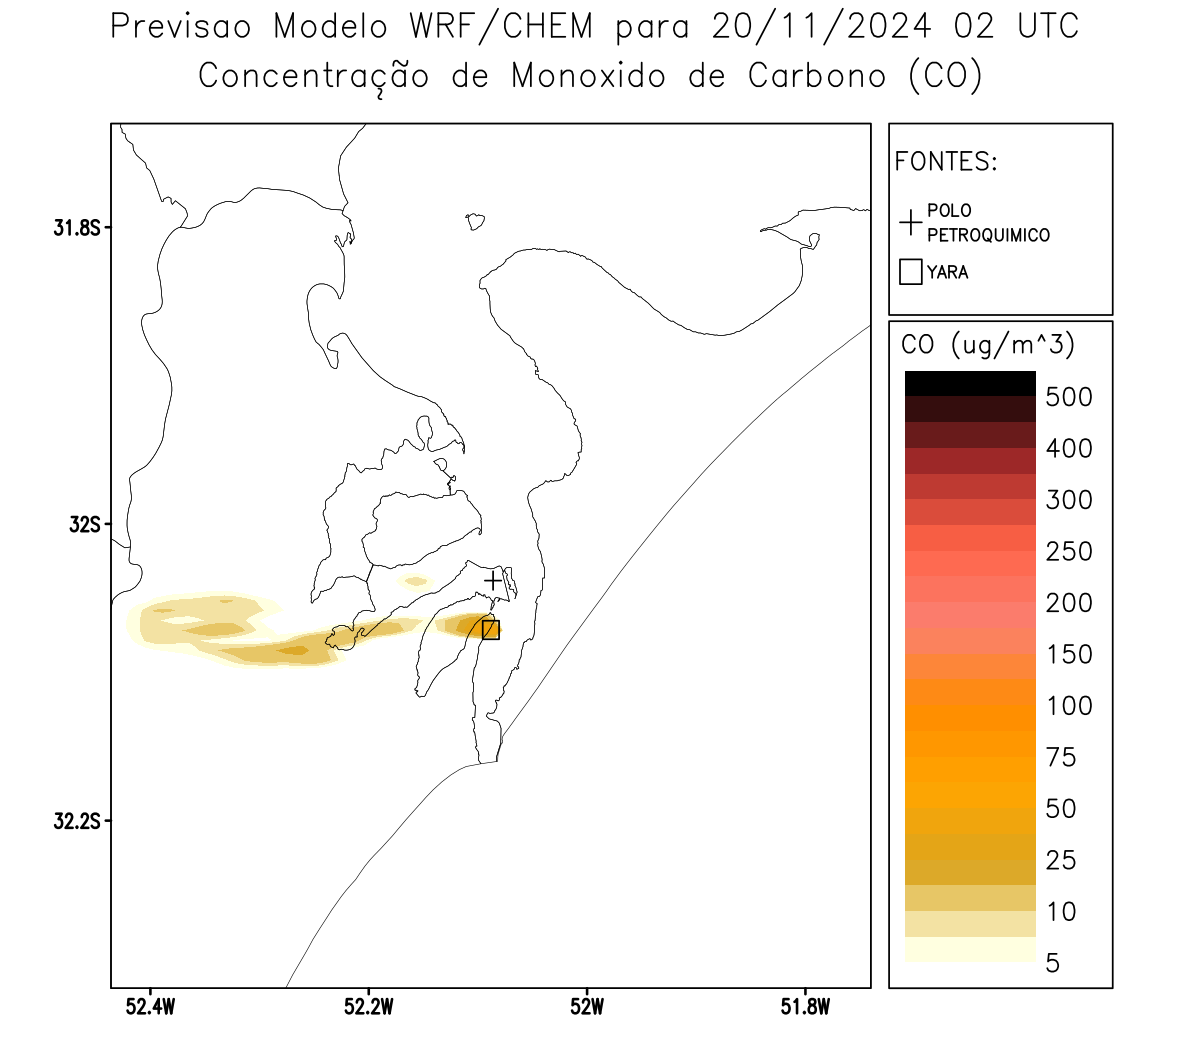 Previsao Modelo WRF/CHEM para 20/11/2024 02 UTC
Concentração de Monoxido de Carbono (CO)
FONTES:
POLO
PETROQUIMICO
YARA
31.8S
32S
32.2S
52.4W
52.2W
52W
51.8W
CO (ug/m^3)
500
400
300
250
200
150
100
75
50
25
10
5